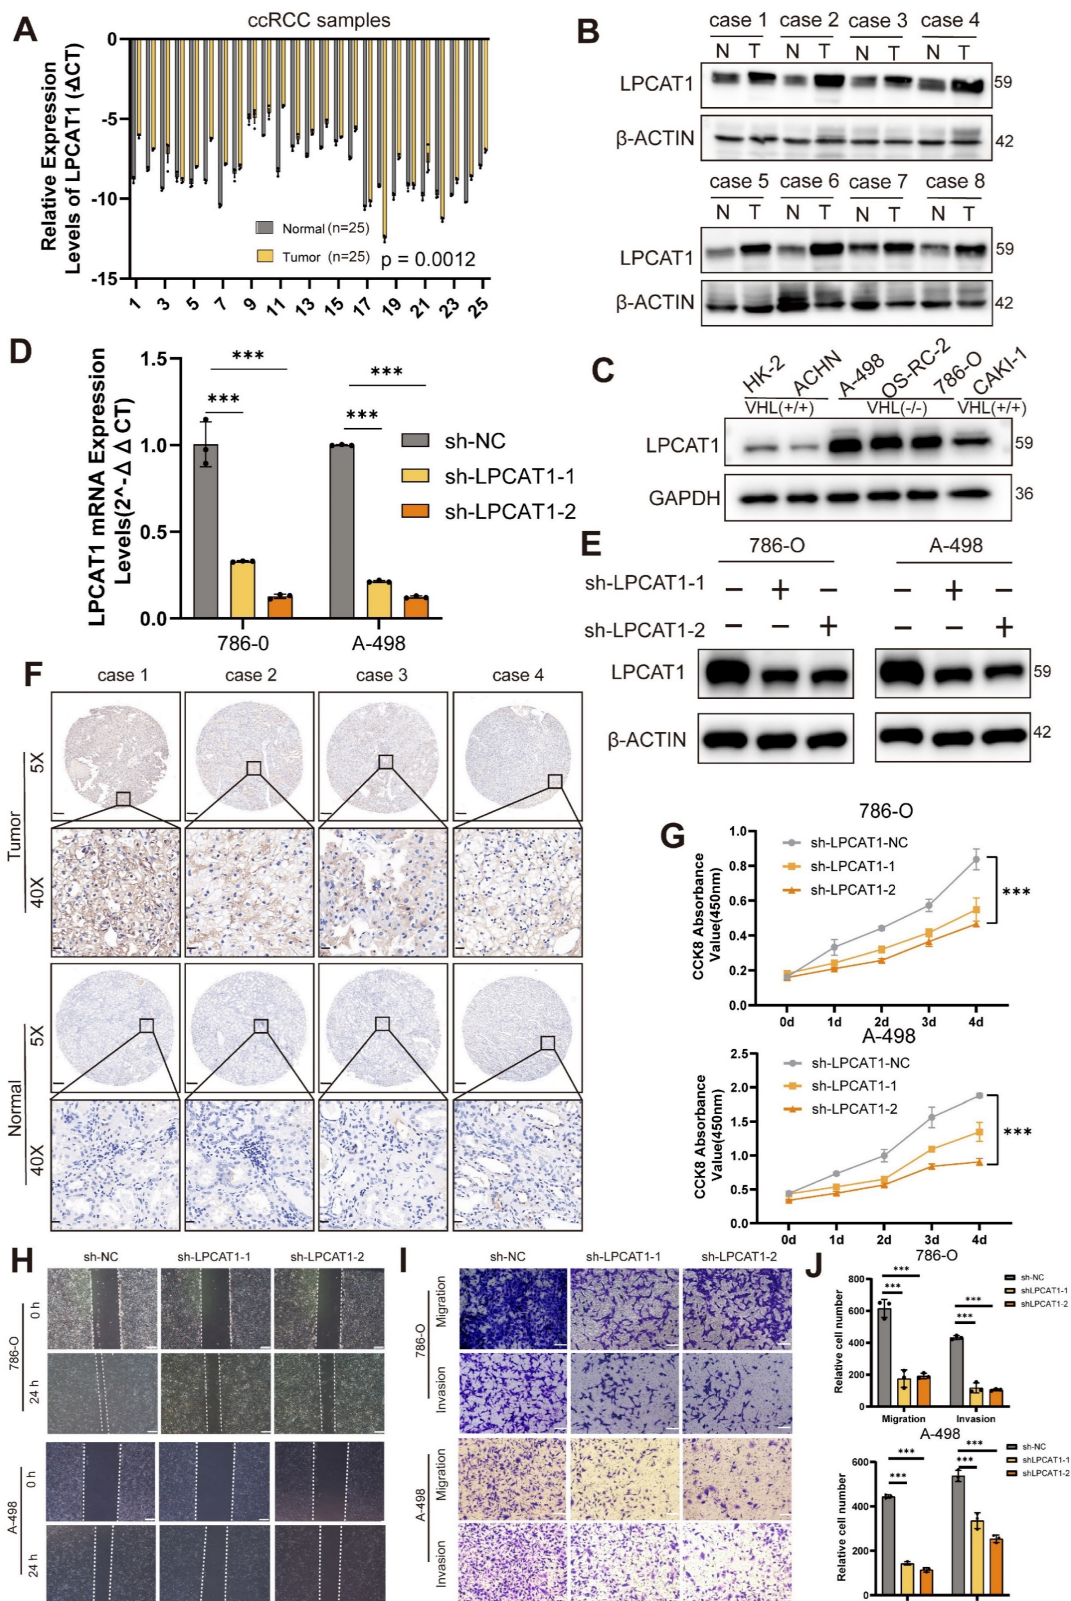 A
ccRCC samples
Relative Expression
Levels of LPCAT1 (-ΔCT)
0
-5
-10
-15
Normal (n=25)
Tumor (n=25)
p = 0.0012
1 3 5 7 9 11 13 15 17 19 21 23 25
B
case 1 case 2 case 3 case 4
N T N T N T N T
LPCAT1 59
β-ACTIN 42
case 5 case 6 case 7 case 8
N T N T N T N T
LPCAT1 59
β-ACTIN 42
C
HK-2 ACHN A-498 OS-RC-2 786-O CAKI-1
VHL(+/+) VHL(-/-) VHL(+/+)
LPCAT1 59
GAPDH 36
D
LPCAT1 mRNA Expression
Levels(2^-Δ Δ CT)
1.5
1.0
0.5
0.0
*** ***
*** ***
sh-NC
sh-LPCAT1-1
sh-LPCAT1-2
786-0 A-498
E
786-O A-498
sh-LPCAT1-1 − + − − + −
sh-LPCAT1-2 − − + − − +
LPCAT1 59
β-ACTIN 42
F
case 1 case 2 case 3 case 4
Tumor
5X
40X
Normal
5X
40X
G
786-O
CCK8 Absorbance
Value(450nm)
1.0
0.8
0.6
0.4
0.2
0.0
sh-LPCAT1-NC
sh-LPCAT1-1
sh-LPCAT1-2
***
0d 1d 2d 3d 4d
A-498
CCK8 Absorbance
Value(450nm)
2.5
2.0
1.5
1.0
0.5
0.0
sh-LPCAT1-NC
sh-LPCAT1-1
sh-LPCAT1-2
***
0d 1d 2d 3d 4d
H
sh-NC sh-LPCAT1-1 sh-LPCAT1-2
786-O
0 h
24 h
A-498
0 h
24 h
I
sh-NC sh-LPCAT1-1 sh-LPCAT1-2
786-O
Migration
Invasion
A-498
Migration
Invasion
J
786-O
Relative cell number
800
600
400
200
0
*** ***
*** ***
sh-NC
shLPCAT1-1
shLPCAT1-2
Migration Invasion
A-498
Relative cell number
600
400
200
0
*** ***
*** ***
sh-NC
shLPCAT1-1
shLPCAT1-2